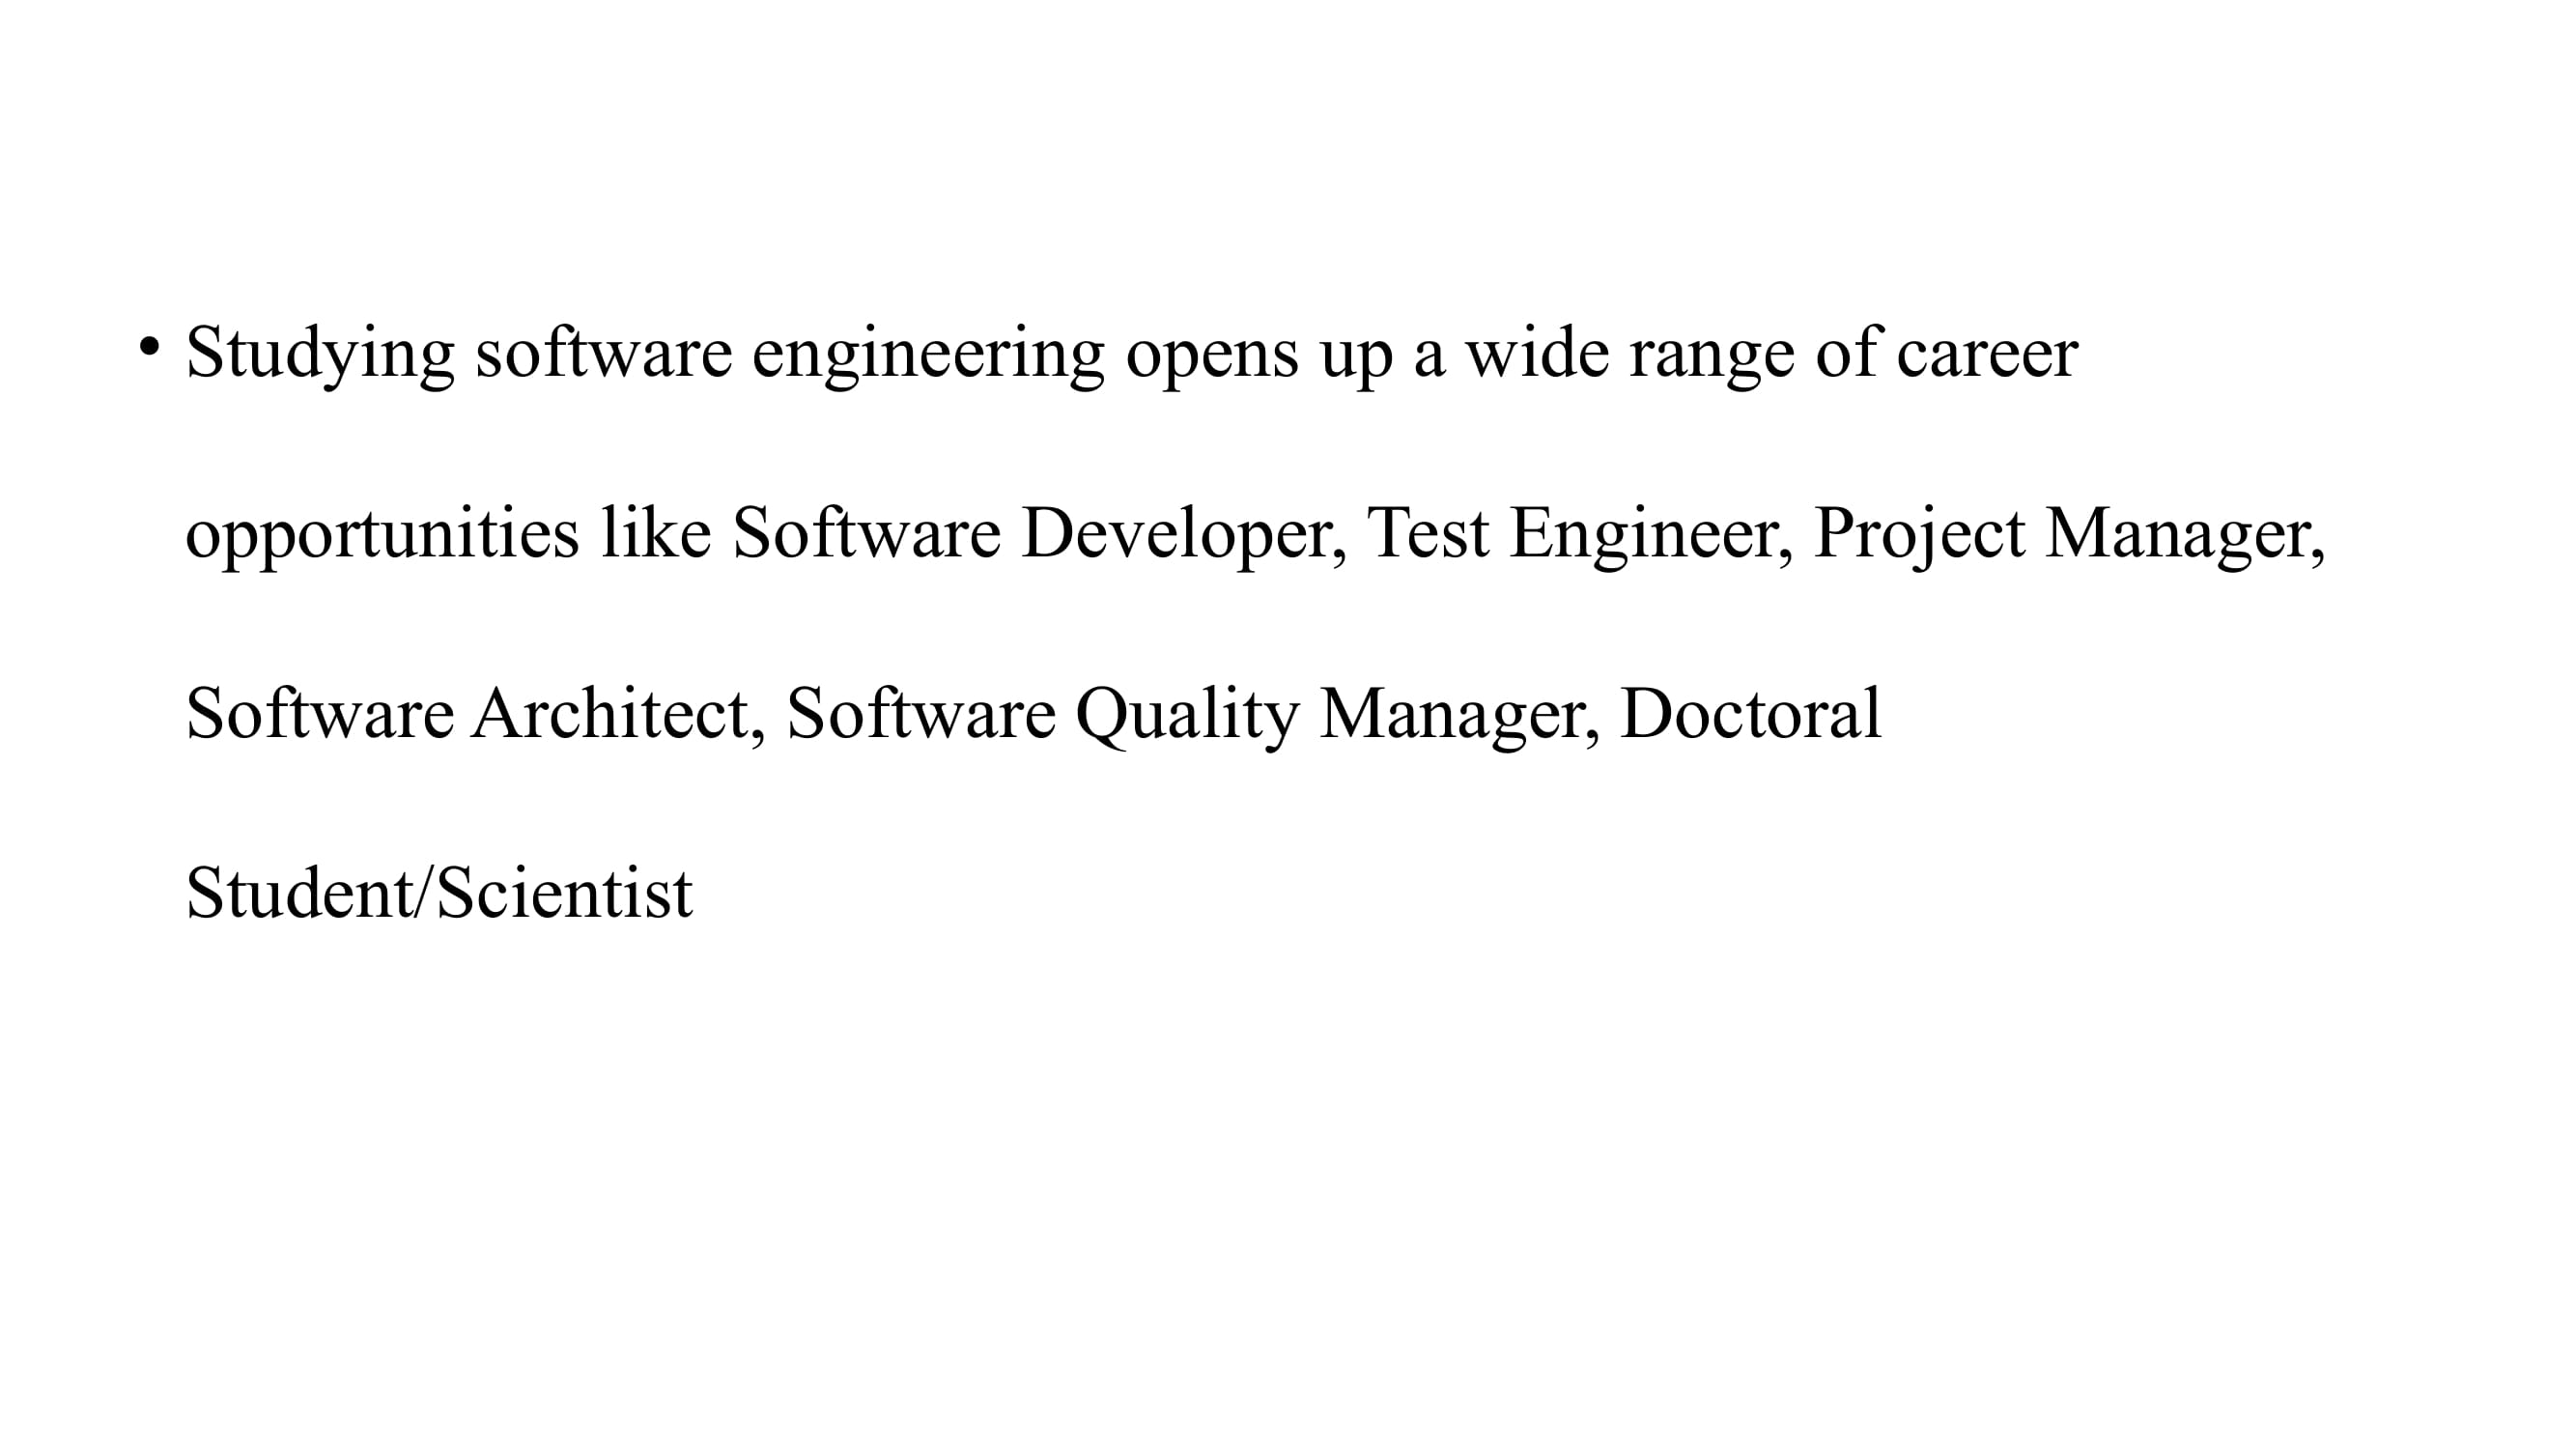 • Studying software engineering opens up a wide range of career
opportunities like Software Developer, Test Engineer, Project Manager,
Software Architect, Software Quality Manager, Doctoral
Student/Scientist